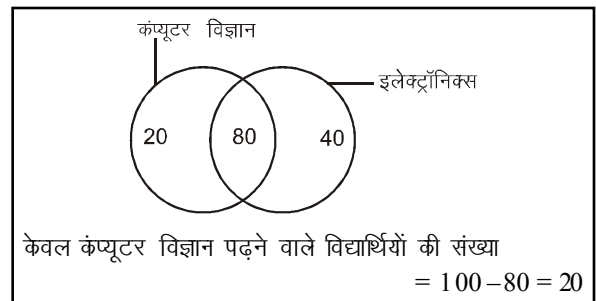 कंप्यूटर विज्ञान
इलेक्ट्रॉनिक्स
20 80 40
केवल कंप्यूटर विज्ञान पढ़ने वाले विद्यार्थियों की संख्या
= 100 – 80 = 20